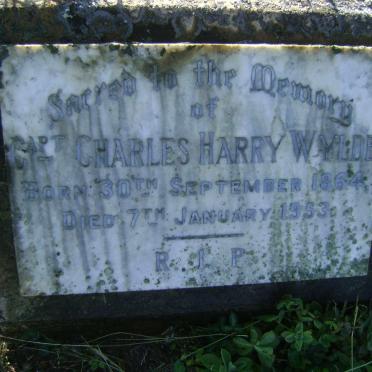 Sacred to the Memory
of
CAPT CHARLES HARRY WYLDE
BORN 30TH SEPTEMBER 1864.
DIED 7TH JANUARY 1953.
R I P